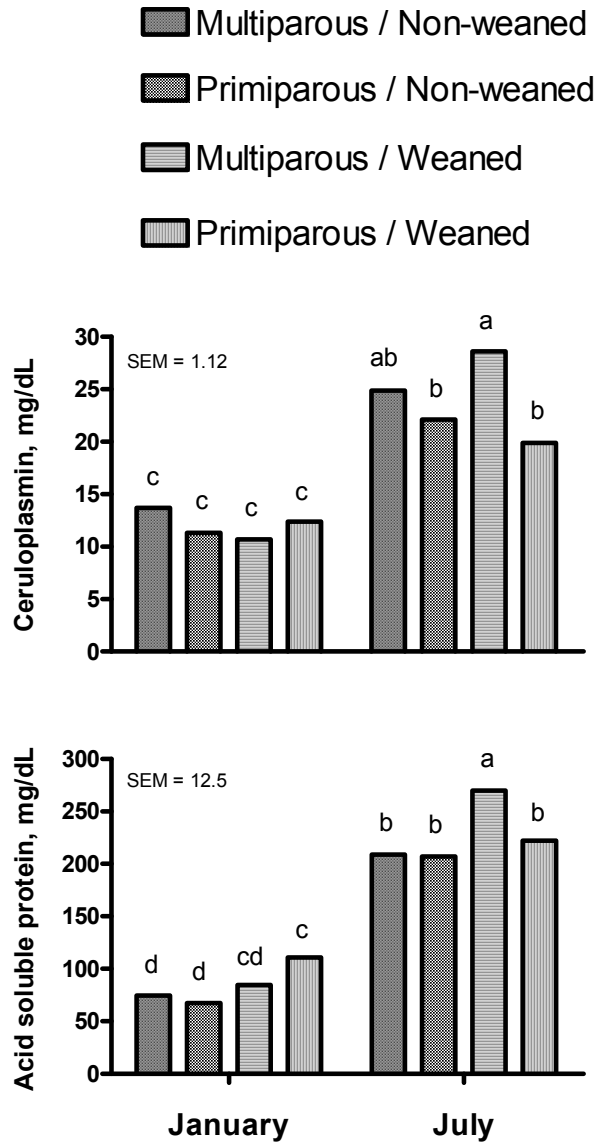 Multiparous / Non-weaned
Primiparous / Non-weaned
Multiparous / Weaned
Primiparous / Weaned
Ceruloplasmin, mg/dL
30
25
20
15
10
5
0
SEM = 1.12
c
c
c
c
ab
b
a
b
Acid soluble protein, mg/dL
300
250
200
150
100
50
0
SEM = 12.5
d
d
cd
c
b
b
a
b
January
July